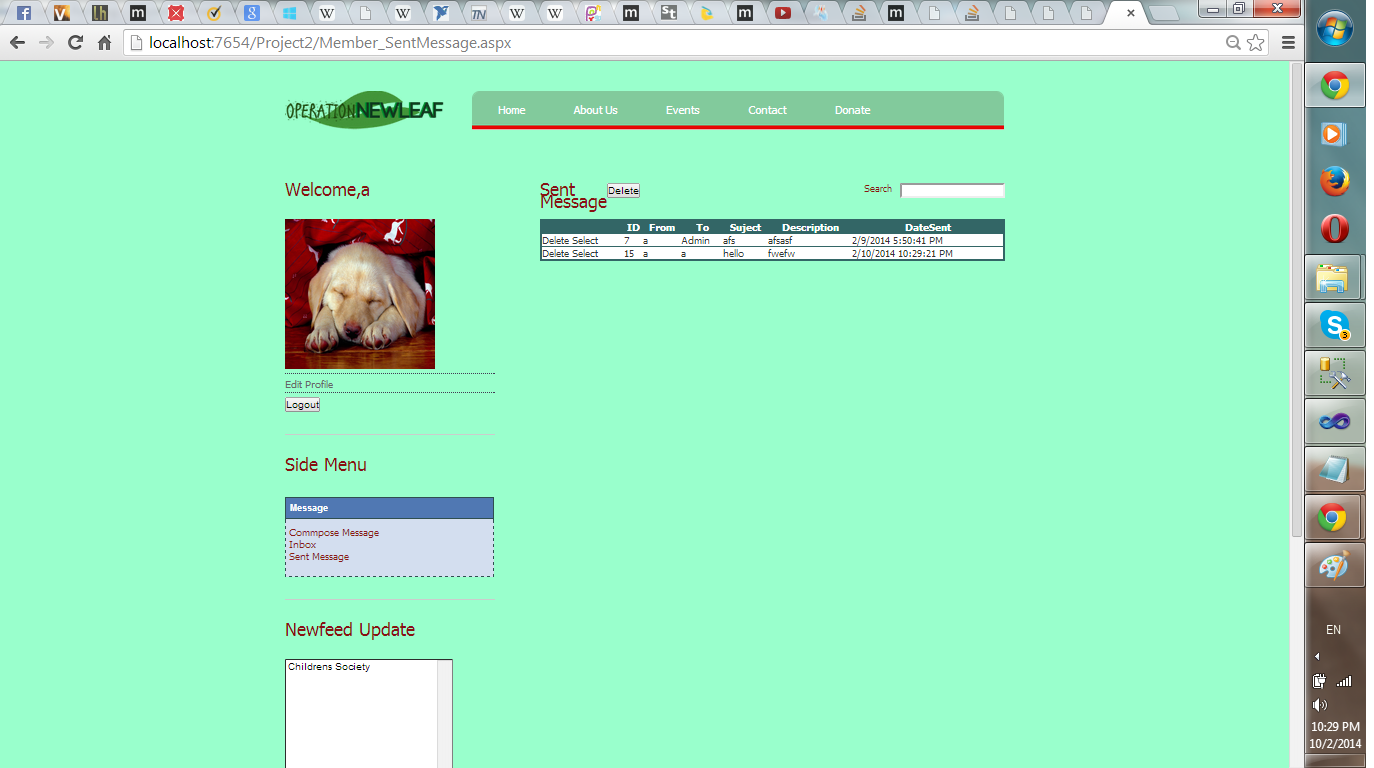 localhost:7654/Project2/Member_SentMessage.aspx
OPERATIONNEWLEAF
Home About Us Events Contact Donate
Welcome,a
Edit Profile
Logout
Side Menu
Message
Commpose Message
Inbox
Sent Message
Newfeed Update
Childrens Society
Sent Message
Delete
Search
ID From To Suject Description DateSent
Delete Select 7 a Admin afs afsasf 2/9/2014 5:50:41 PM
Delete Select 15 a a hello fwefw 2/10/2014 10:29:21 PM
EN
10:29 PM
10/2/2014